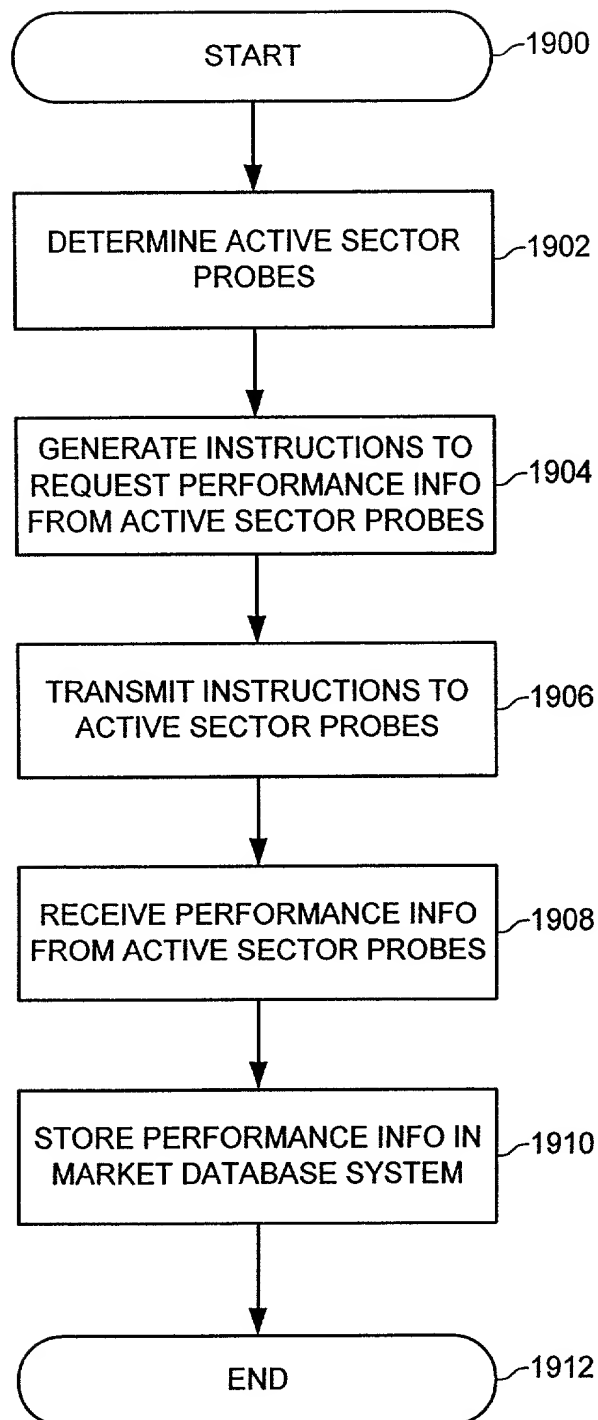 START
1900
DETERMINE ACTIVE SECTOR
PROBES
1902
GENERATE INSTRUCTIONS TO
REQUEST PERFORMANCE INFO
FROM ACTIVE SECTOR PROBES
1904
TRANSMIT INSTRUCTIONS TO
ACTIVE SECTOR PROBES
1906
RECEIVE PERFORMANCE INFO
FROM ACTIVE SECTOR PROBES
1908
STORE PERFORMANCE INFO IN
MARKET DATABASE SYSTEM
1910
END
1912